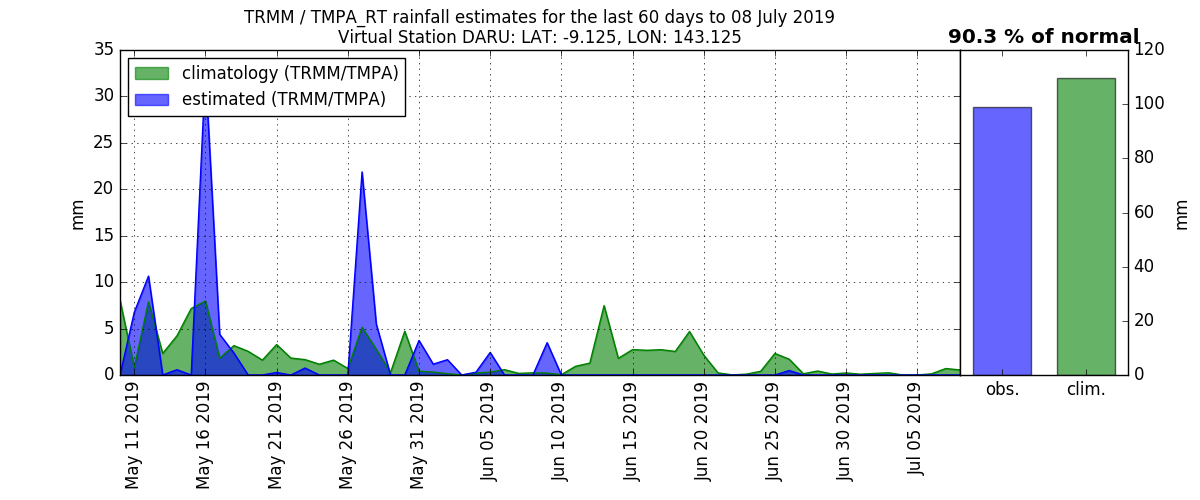 TRMM / TMPA_RT rainfall estimates for the last 60 days to 08 July 2019
Virtual Station DARU: LAT: -9.125, LON: 143.125
90.3 % of normal
climatology (TRMM/TMPA)
estimated (TRMM/TMPA)
35
30
25
20
15
10
5
0
mm
May 11 2019
May 16 2019
May 21 2019
May 26 2019
May 31 2019
Jun 05 2019
Jun 10 2019
Jun 15 2019
Jun 20 2019
Jun 25 2019
Jun 30 2019
Jul 05 2019
obs.
clim.
120
100
80
60
40
20
0
mm